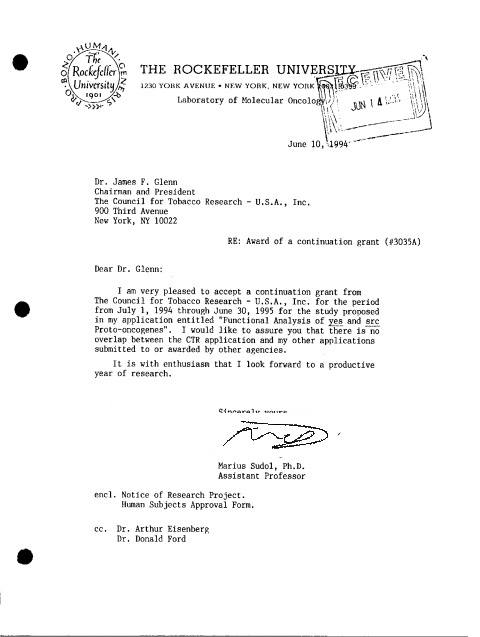 PRO·BONO·HUMANI·GENERIS
The
Rockefeller
University
1901
THE ROCKEFELLER UNIVERSITY
1230 YORK AVENUE • NEW YORK, NEW YORK
Laboratory of Molecular Oncology
RECEIVED
JUN 14
June 10, 1994
Dr. James F. Glenn
Chairman and President
The Council for Tobacco Research - U.S.A., Inc.
900 Third Avenue
New York, NY 10022
RE: Award of a continuation grant (#3035A)
Dear Dr. Glenn:
I am very pleased to accept a continuation grant from
The Council for Tobacco Research - U.S.A., Inc. for the period
from July 1, 1994 through June 30, 1995 for the study proposed
in my application entitled "Functional Analysis of yes and src
Proto-oncogenes". I would like to assure you that there is no
overlap between the CTR application and my other applications
submitted to or awarded by other agencies.
It is with enthusiasm that I look forward to a productive
year of research.
Sincerely yours
Marius Sudol, Ph.D.
Assistant Professor
encl. Notice of Research Project.
Human Subjects Approval Form.
cc. Dr. Arthur Eisenberg
Dr. Donald Ford